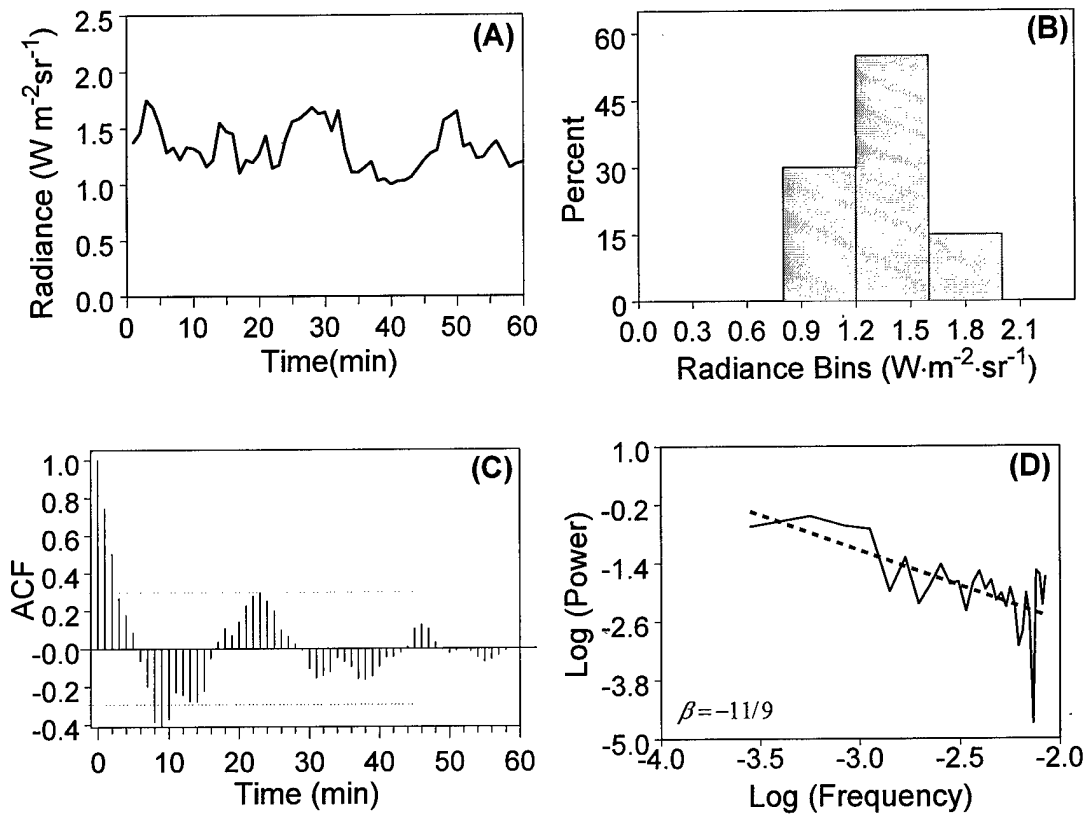 (A)
Radiance (W m⁻²sr⁻¹)
2.5
2.0
1.5
1.0
0.5
0.0
0 10 20 30 40 50 60
Time(min)
(B)
Percent
60
45
30
15
0
0.0 0.3 0.6 0.9 1.2 1.5 1.8 2.1
Radiance Bins (W·m⁻²·sr⁻¹)
(C)
ACF
1.0
0.8
0.6
0.4
0.2
-0.0
-0.2
-0.4
0 10 20 30 40 50 60
Time (min)
(D)
Log (Power)
1.0
-0.2
-1.4
-2.6
-3.8
-5.0
β=-11/9
-4.0 -3.5 -3.0 -2.5 -2.0
Log (Frequency)